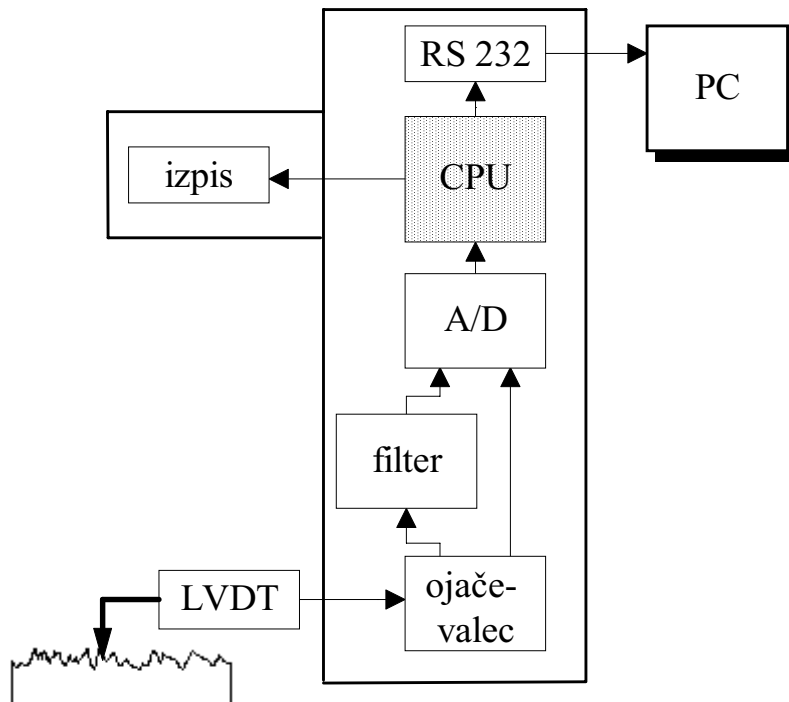 RS 232
PC
izpis
CPU
A/D
filter
LVDT
ojače-
valec